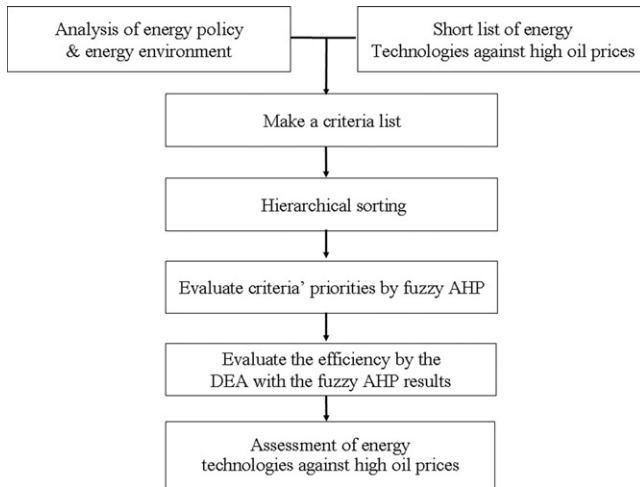 Analysis of energy policy
& energy environment
Short list of energy
Technologies against high oil prices
Make a criteria list
Hierarchical sorting
Evaluate criteria’ priorities by fuzzy AHP
Evaluate the efficiency by the
DEA with the fuzzy AHP results
Assessment of energy
technologies against high oil prices